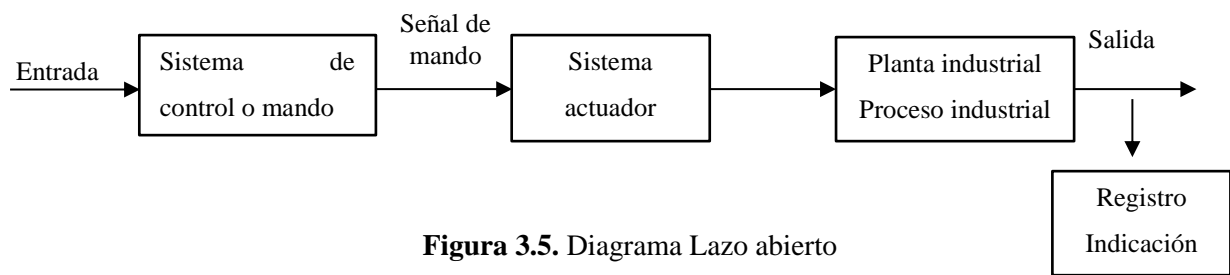 Entrada
Sistema de
control o mando
Señal de
mando
Sistema
actuador
Planta industrial
Proceso industrial
Salida
Registro
Indicación
Figura 3.5. Diagrama Lazo abierto